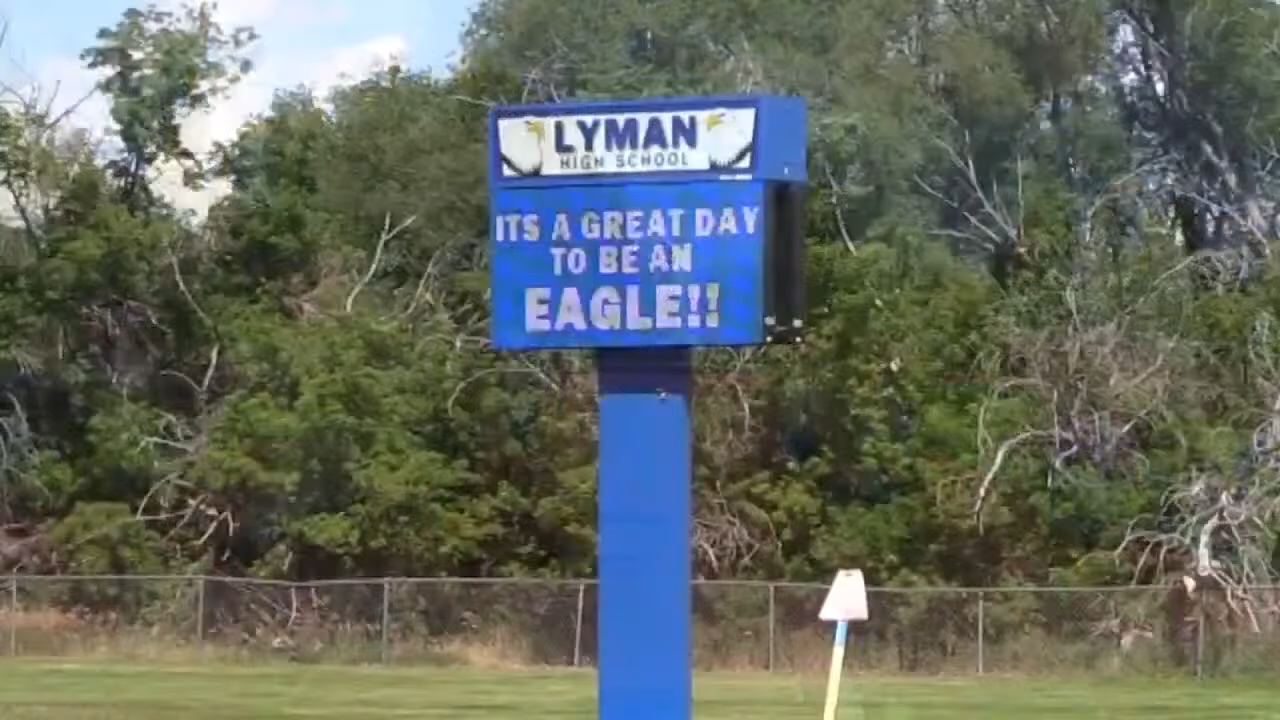 LYMAN
HIGH SCHOOL
ITS A GREAT DAY
TO BE AN
EAGLE!!